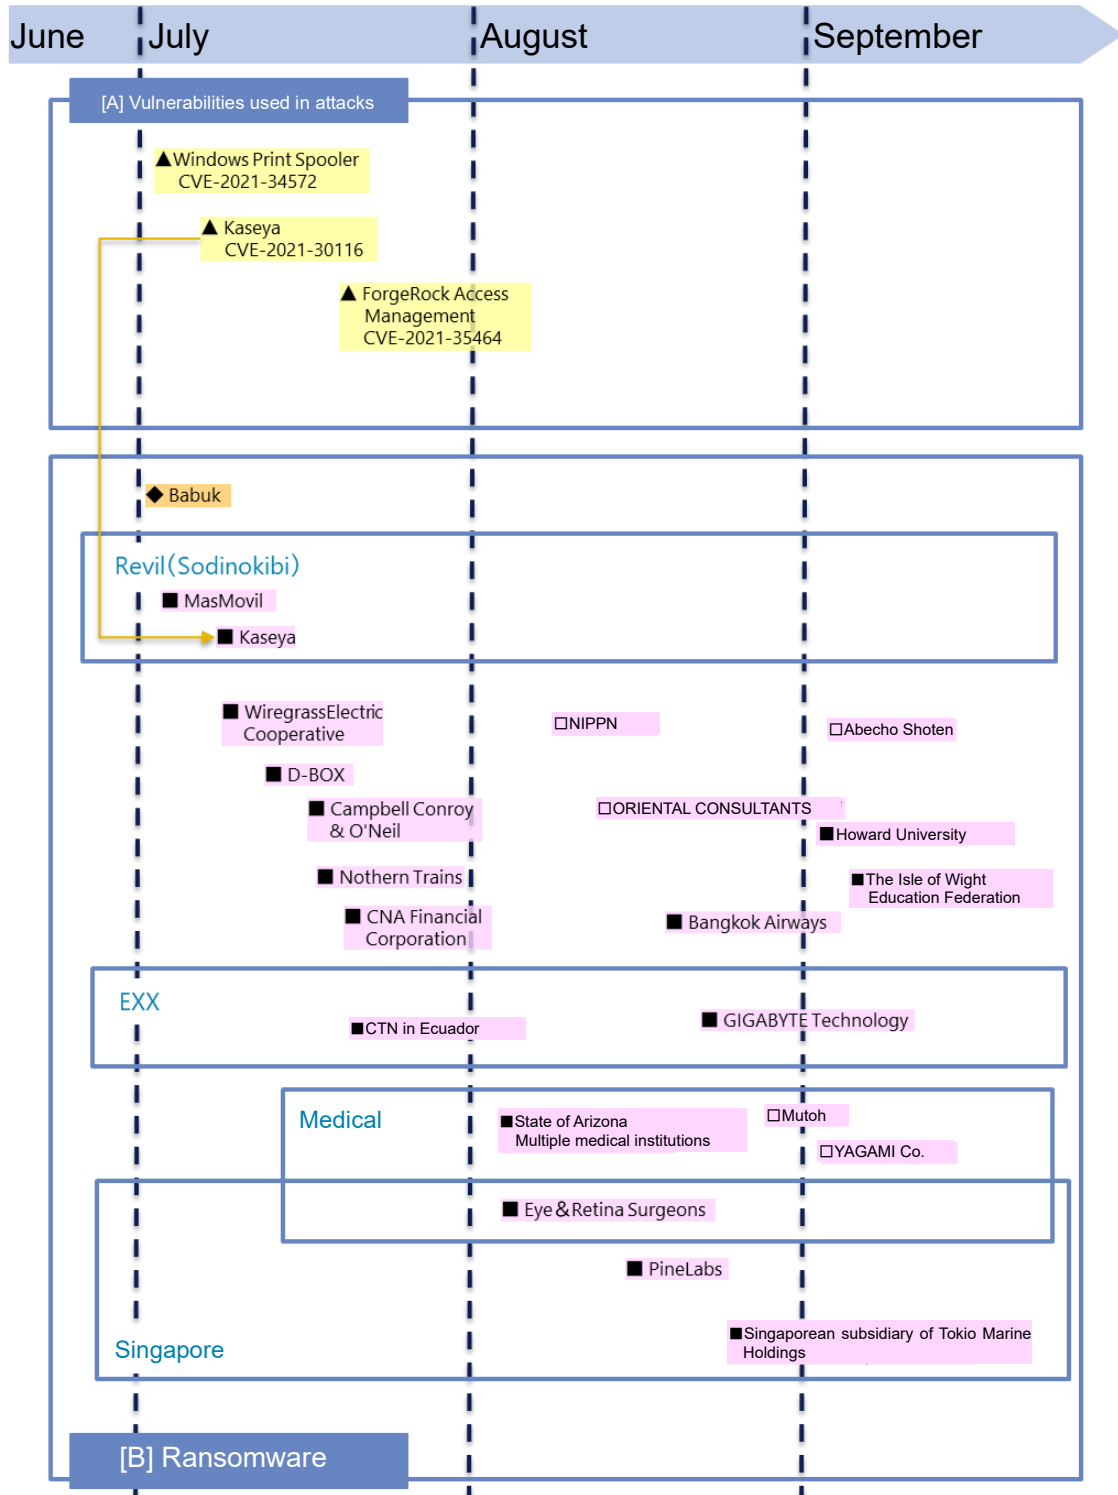 June July August September
[A] Vulnerabilities used in attacks
▲Windows Print Spooler
CVE-2021-34572
▲ Kaseya
CVE-2021-30116
▲ ForgeRock Access
Management
CVE-2021-35464
◆ Babuk
Revil(Sodinokibi)
■ MasMovil
■ Kaseya
■ WiregrassElectric
Cooperative
□NIPPN
□Abecho Shoten
■ D-BOX
■ Campbell Conroy
& O'Neil
□ORIENTAL CONSULTANTS
■Howard University
■ Nothern Trains
■The Isle of Wight
Education Federation
■ CNA Financial
Corporation
■ Bangkok Airways
EXX
■CTN in Ecuador
■ GIGABYTE Technology
Medical
■State of Arizona
Multiple medical institutions
□Mutoh
□YAGAMI Co.
■ Eye&Retina Surgeons
■ PineLabs
■Singaporean subsidiary of Tokio Marine
Holdings
Singapore
[B] Ransomware